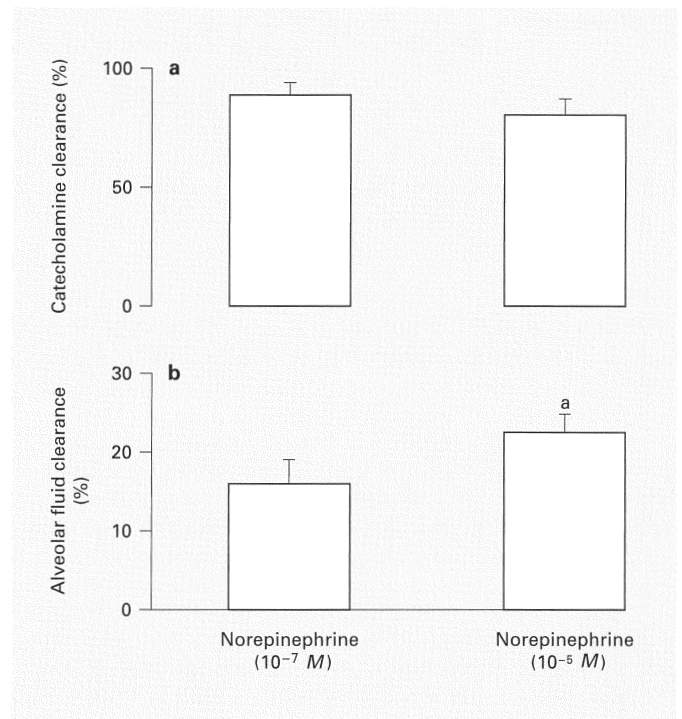 Catecholamine clearance (%)
100
50
0
a
Alveolar fluid clearance
(%)
30
20
10
0
b
a
Norepinephrine
(10⁻⁷ M)
Norepinephrine
(10⁻⁵ M)